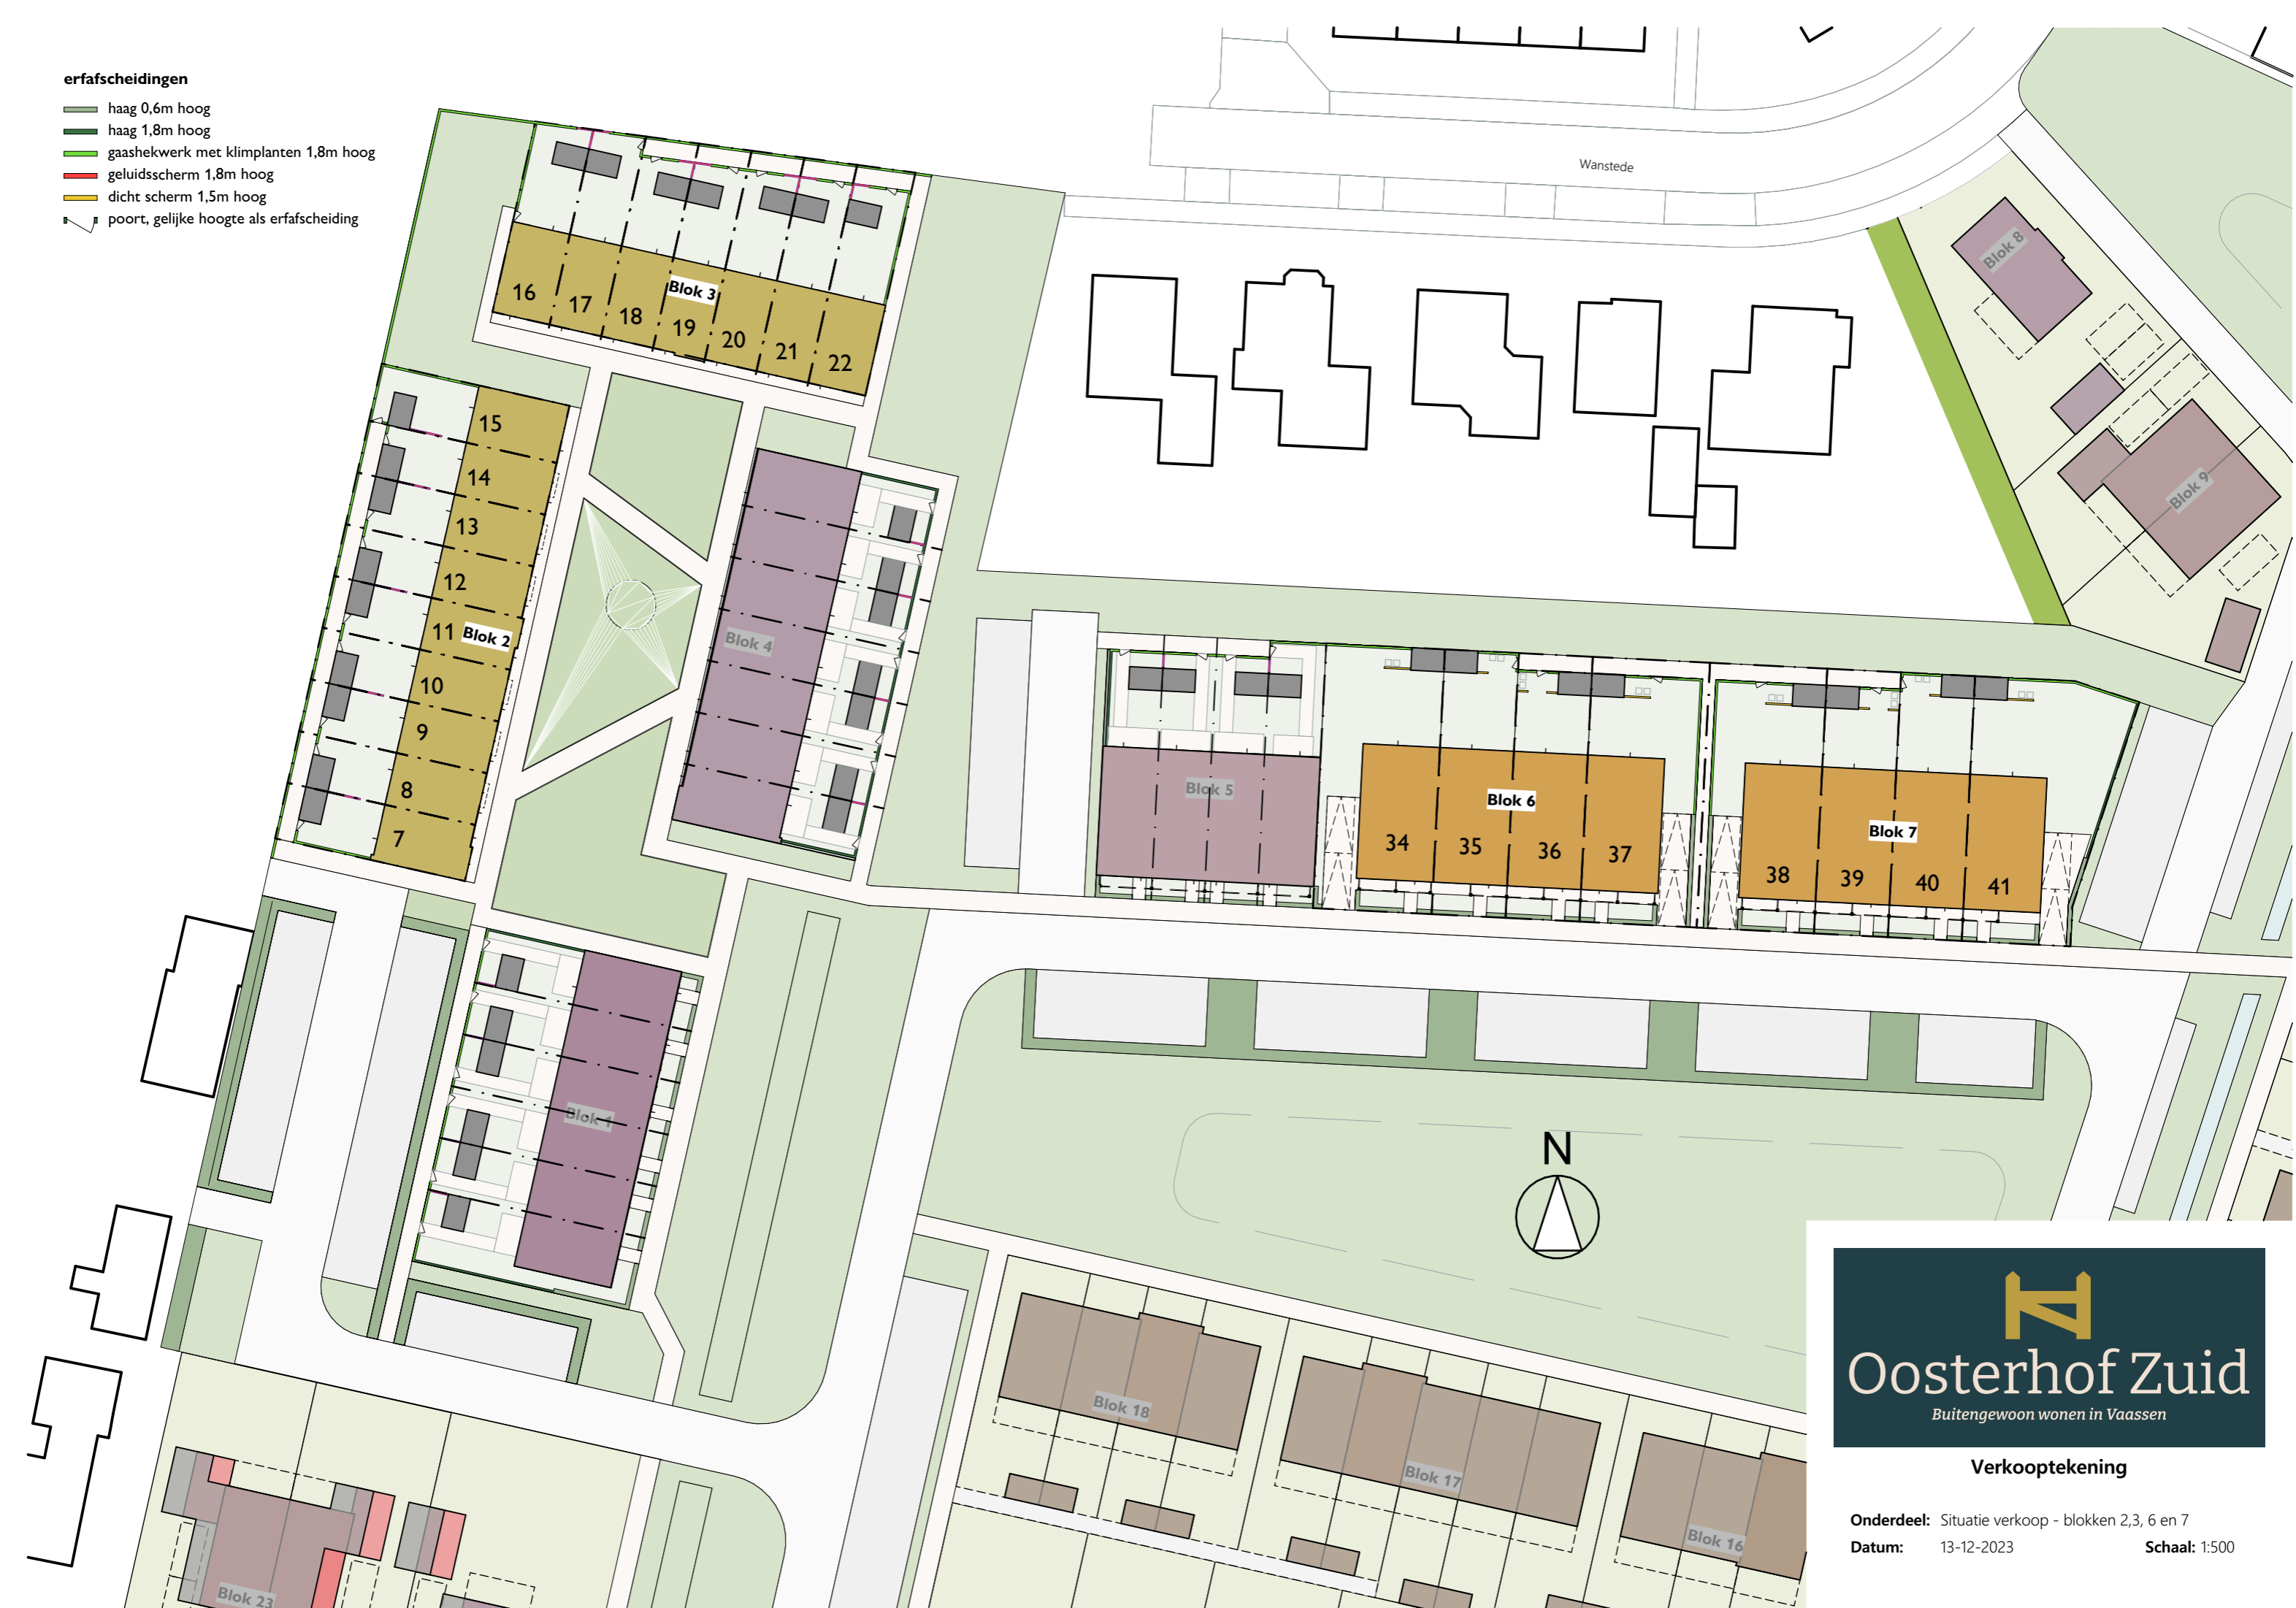 erfafscheidingen
haag 0,6m hoog
haag 1,8m hoog
gaashekwerk met klimplanten 1,8m hoog
geluidsscherm 1,8m hoog
dicht scherm 1,5m hoog
poort, gelijke hoogte als erfafscheiding
Wanstede
Blok 8
Blok 9
Blok 3
16
17
18
19
20
21
22
15
14
13
12
11
Blok 2
10
9
8
7
Blok 4
Blok 5
Blok 6
34
35
36
37
Blok 7
38
39
40
41
Blok 1
N
Blok 18
Blok 17
Blok 16
Blok 23
Oosterhof Zuid
Buitengewoon wonen in Vaassen
Verkooptekening
Onderdeel: Situatie verkoop - blokken 2,3, 6 en 7
Datum: 13-12-2023 Schaal: 1:500